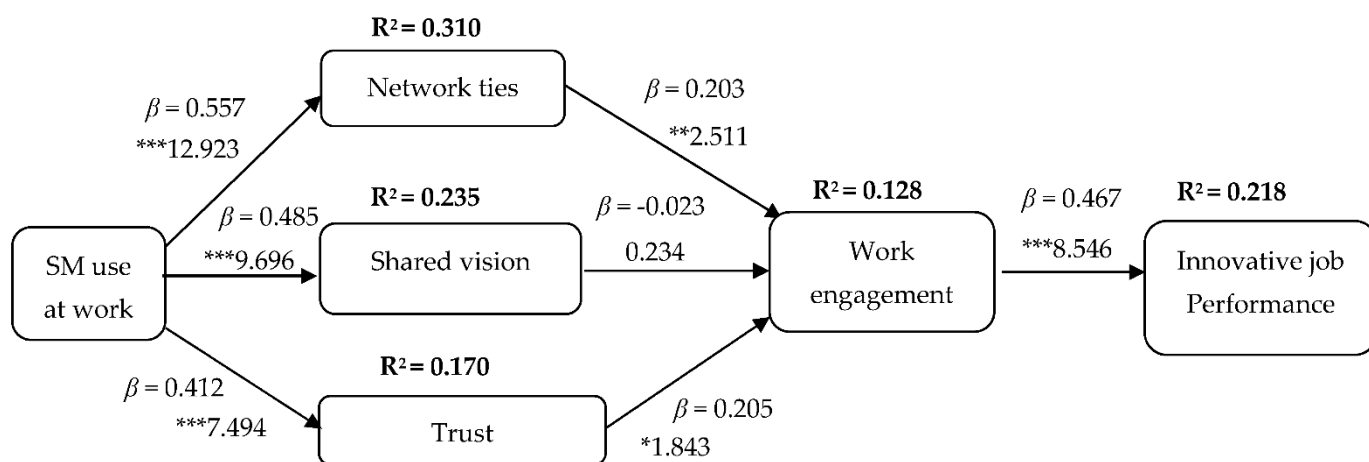 R² = 0.310
Network ties
β = 0.557
***12.923
β = 0.203
**2.511
R² = 0.235
Shared vision
β = 0.485
***9.696
β = -0.023
0.234
SM use
at work
R² = 0.128
Work
engagement
β = 0.467
***8.546
R² = 0.218
Innovative job
Performance
R² = 0.170
Trust
β = 0.412
***7.494
β = 0.205
*1.843